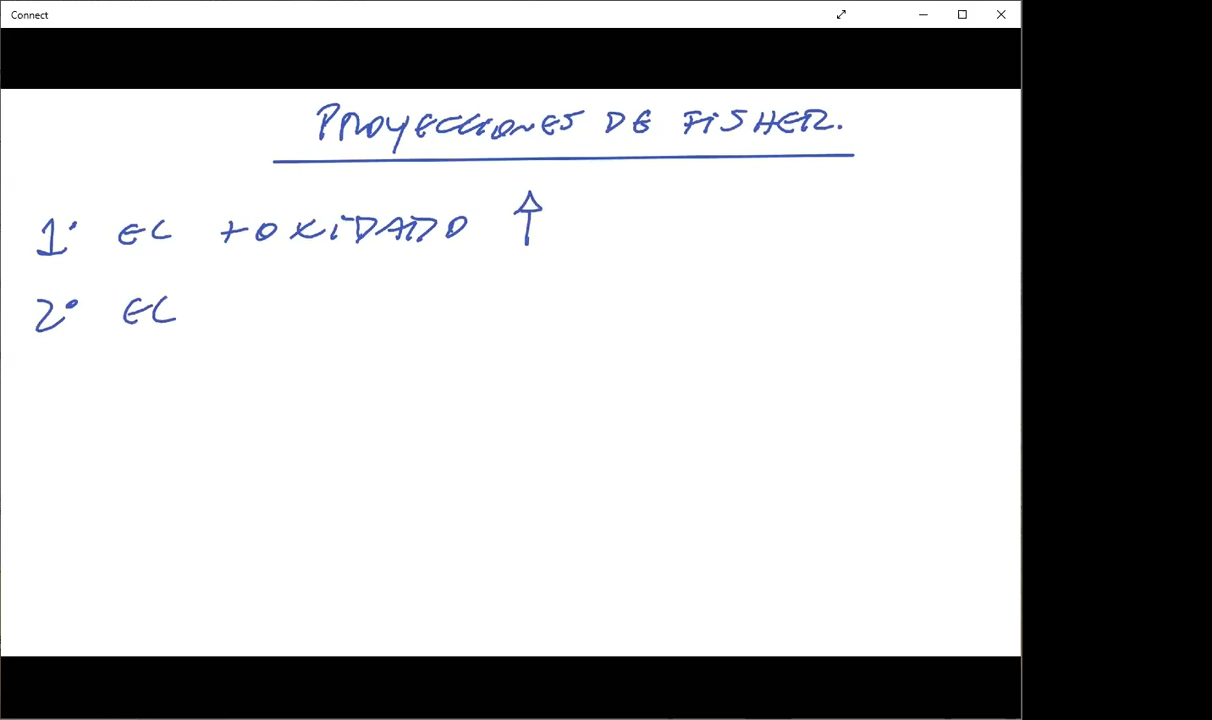 Connect
PROYECCIONES DE FISHER.
1° EL + OXIDADO ↑
2° EL